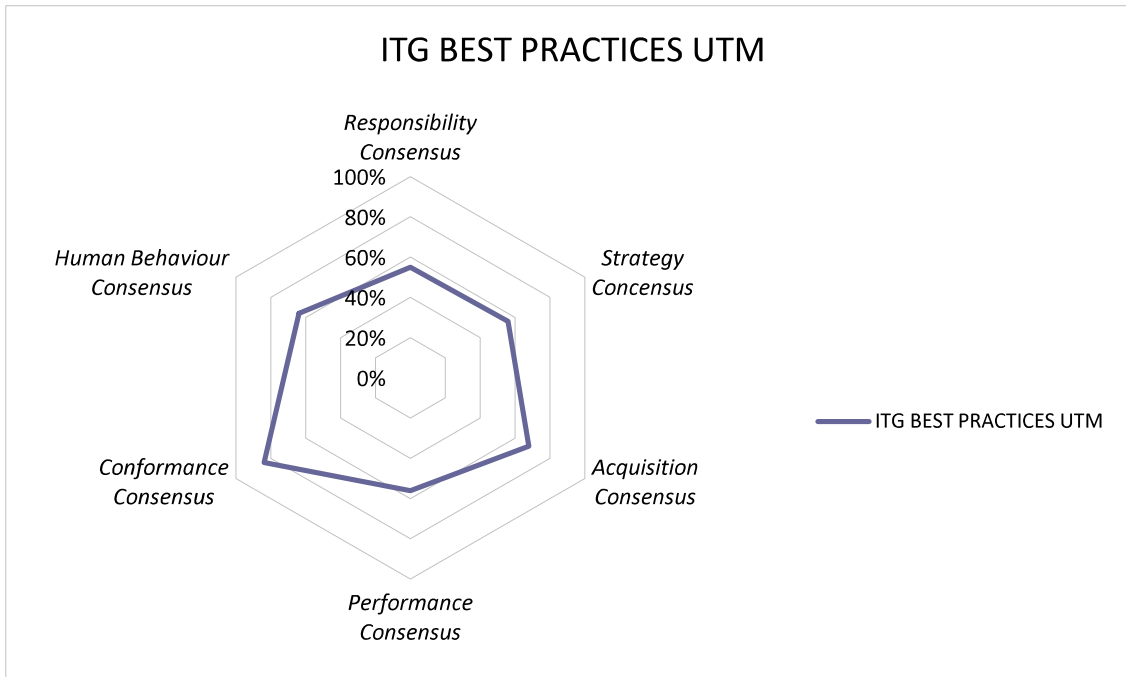 ITG BEST PRACTICES UTM
Responsibility
Consensus
100%
80%
60%
40%
20%
0%
Human Behaviour
Consensus
Strategy
Concensus
Conformance
Consensus
Acquisition
Consensus
Performance
Consensus
ITG BEST PRACTICES UTM